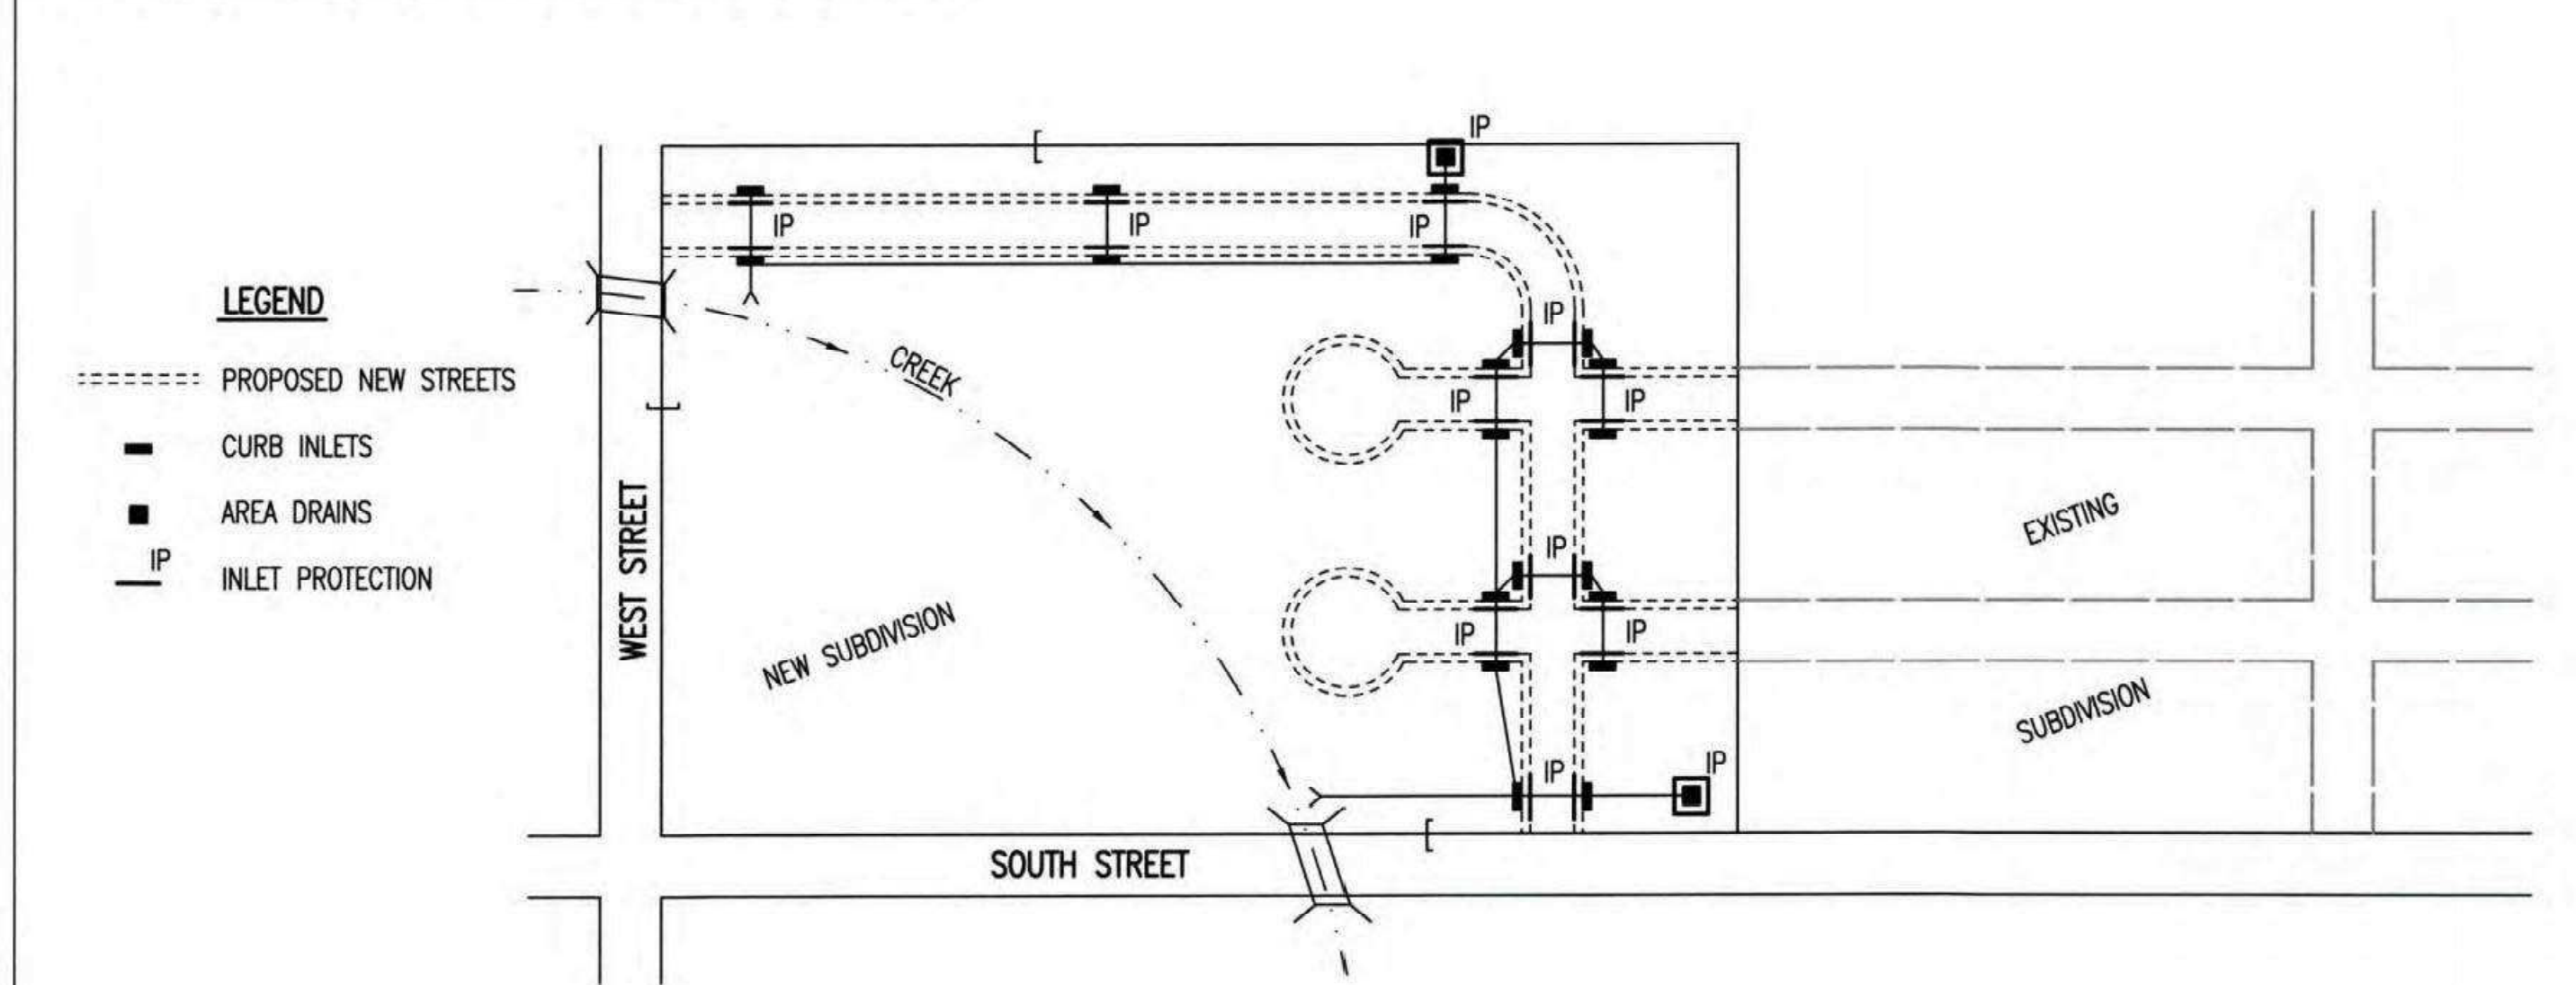 IP
IP
IP
IP
LEGEND
IP
PROPOSED NEW STREETS
CREEK
IP
IP
CURB INLETS
WEST STREET
AREA DRAINS
EXISTING
IP
IP
INLET PROTECTION
NEW SUBDIVISION
IP
IP
SUBDIVISION
IP
IP
SOUTH STREET